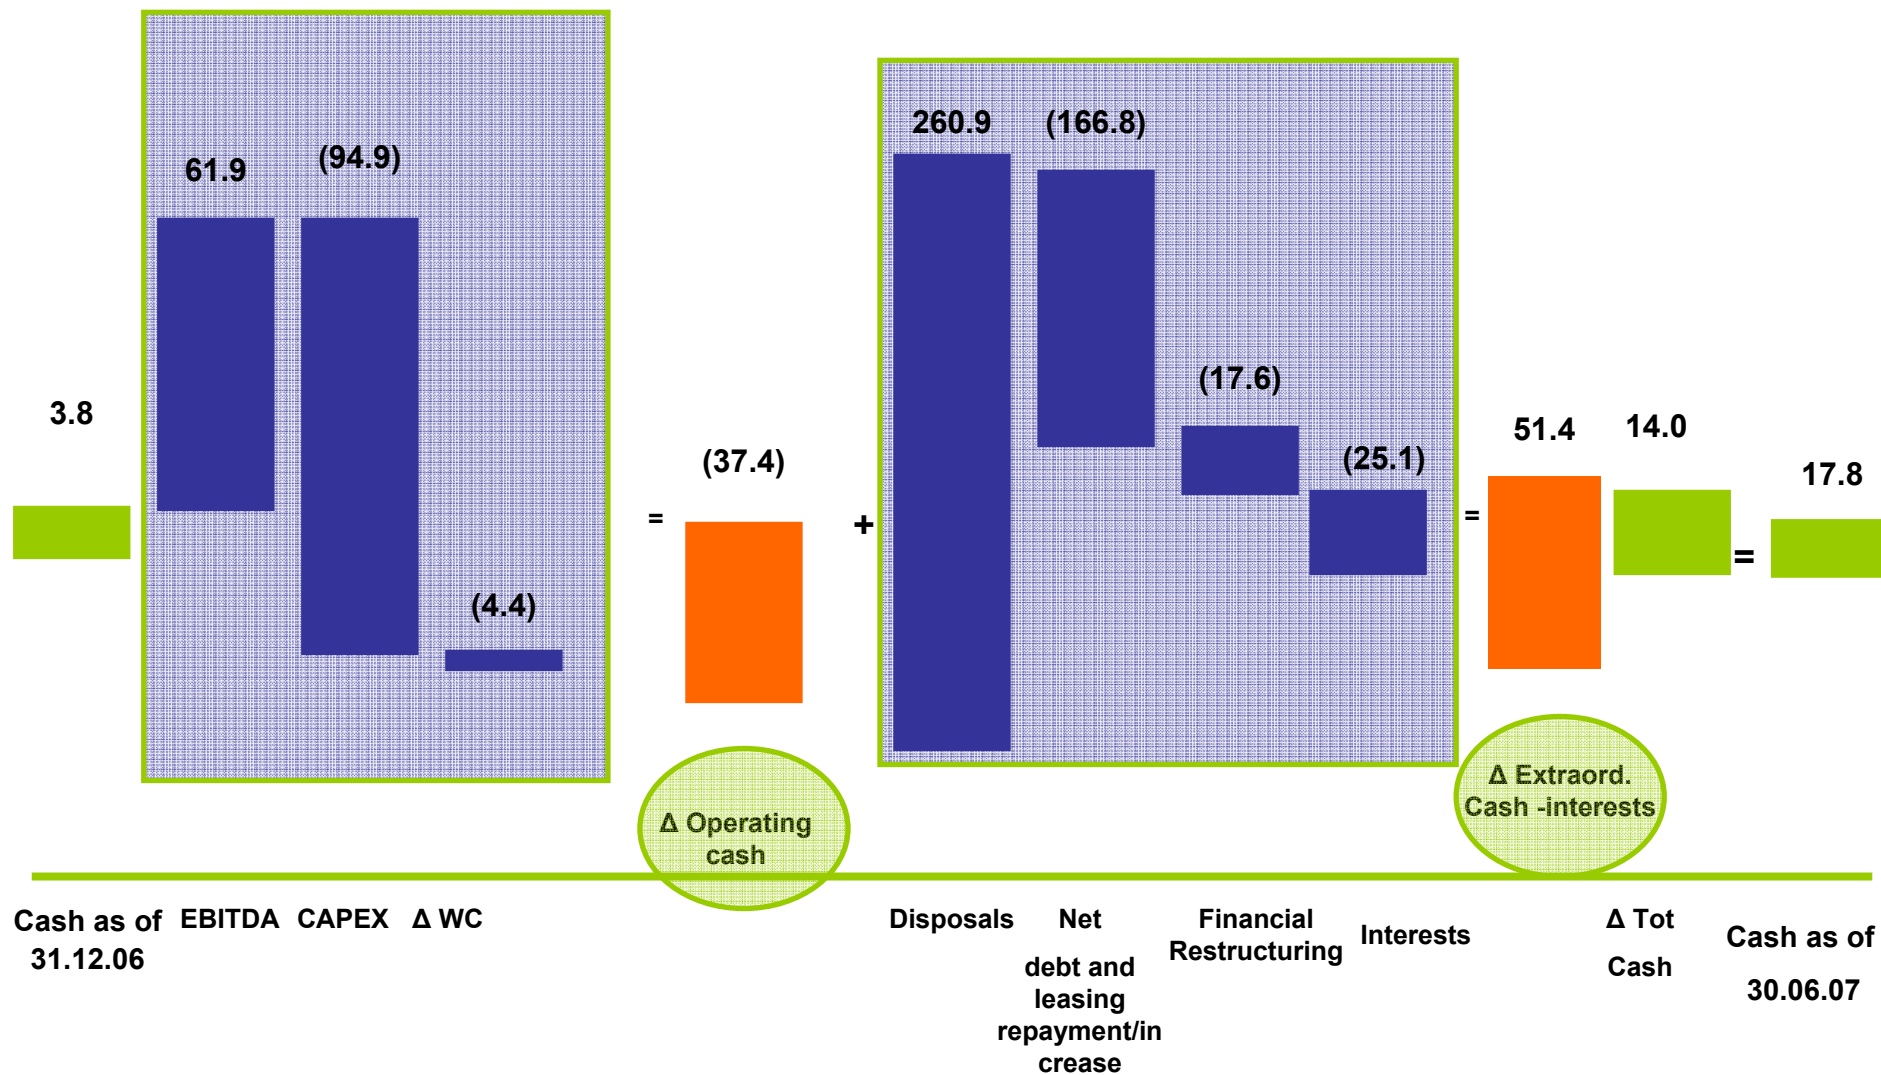 3.8
61.9
(94.9)
(4.4)
=
(37.4)
+
260.9
(166.8)
(17.6)
(25.1)
=
51.4
14.0
=
17.8
Δ Operating
cash
Δ Extraord.
Cash -interests
Cash as of
31.12.06
EBITDA
CAPEX
Δ WC
Disposals
Net
debt and
leasing
repayment/in
crease
Financial
Restructuring
Interests
Δ Tot
Cash
Cash as of
30.06.07